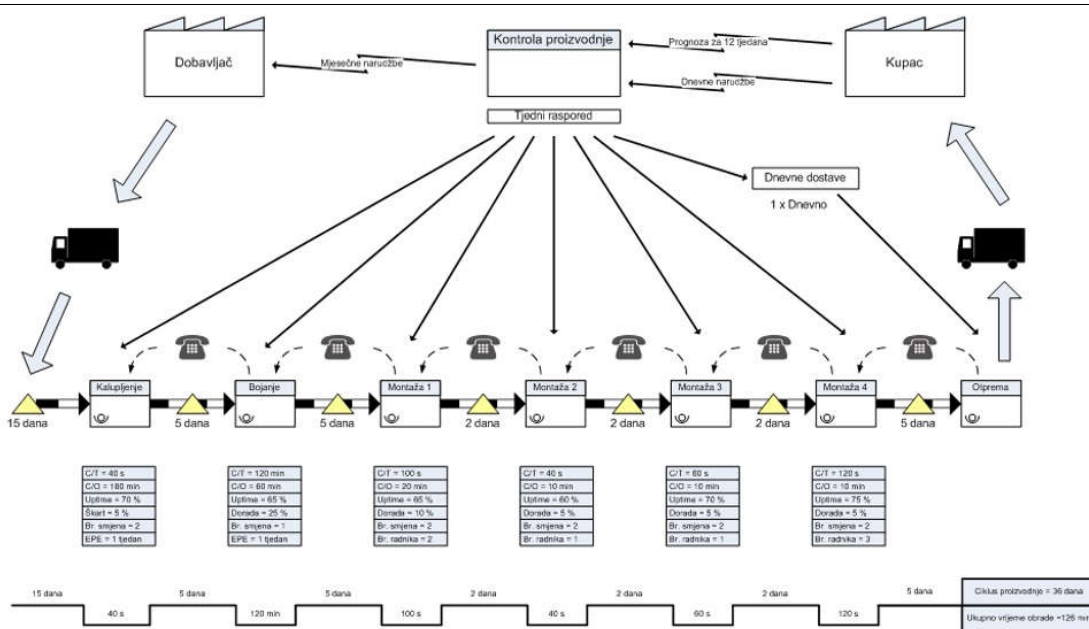 Dobavljač
Mjesečne narudžbe
Kontrola proizvodnje
Prognoza za 12 tjedana
Dnevne narudžbe
Kupac
Tjedni raspored
Dnevne dostave
1 x Dnevno
Kalupljenje
Bojanje
Montaža 1
Montaža 2
Montaža 3
Montaža 4
Otprema
15 dana
5 dana
5 dana
2 dana
2 dana
2 dana
5 dana
C/T = 40 s
C/O = 180 min
Uptime = 70 %
Škart = 5 %
Br. smjena = 2
EPE = 1 tjedan
C/T = 120 min
C/O = 60 min
Uptime = 65 %
Dorada = 25 %
Br. smjena = 1
EPE = 1 tjedan
C/T = 100 s
C/O = 20 min
Uptime = 65 %
Dorada = 10 %
Br. smjena = 2
Br. radnika = 2
C/T = 40 s
C/O = 10 min
Uptime = 60 %
Dorada = 5 %
Br. smjena = 2
Br. radnika = 1
C/T = 60 s
C/O = 10 min
Uptime = 70 %
Dorada = 5 %
Br. smjena = 2
Br. radnika = 1
C/T = 120 s
C/O = 10 min
Uptime = 75 %
Dorada = 5 %
Br. smjena = 2
Br. radnika = 3
15 dana
40 s
5 dana
120 min
5 dana
100 s
2 dana
40 s
2 dana
60 s
2 dana
120 s
5 dana
Ciklus proizvodnje = 36 dana
Ukupno vrijeme obrade =126 min